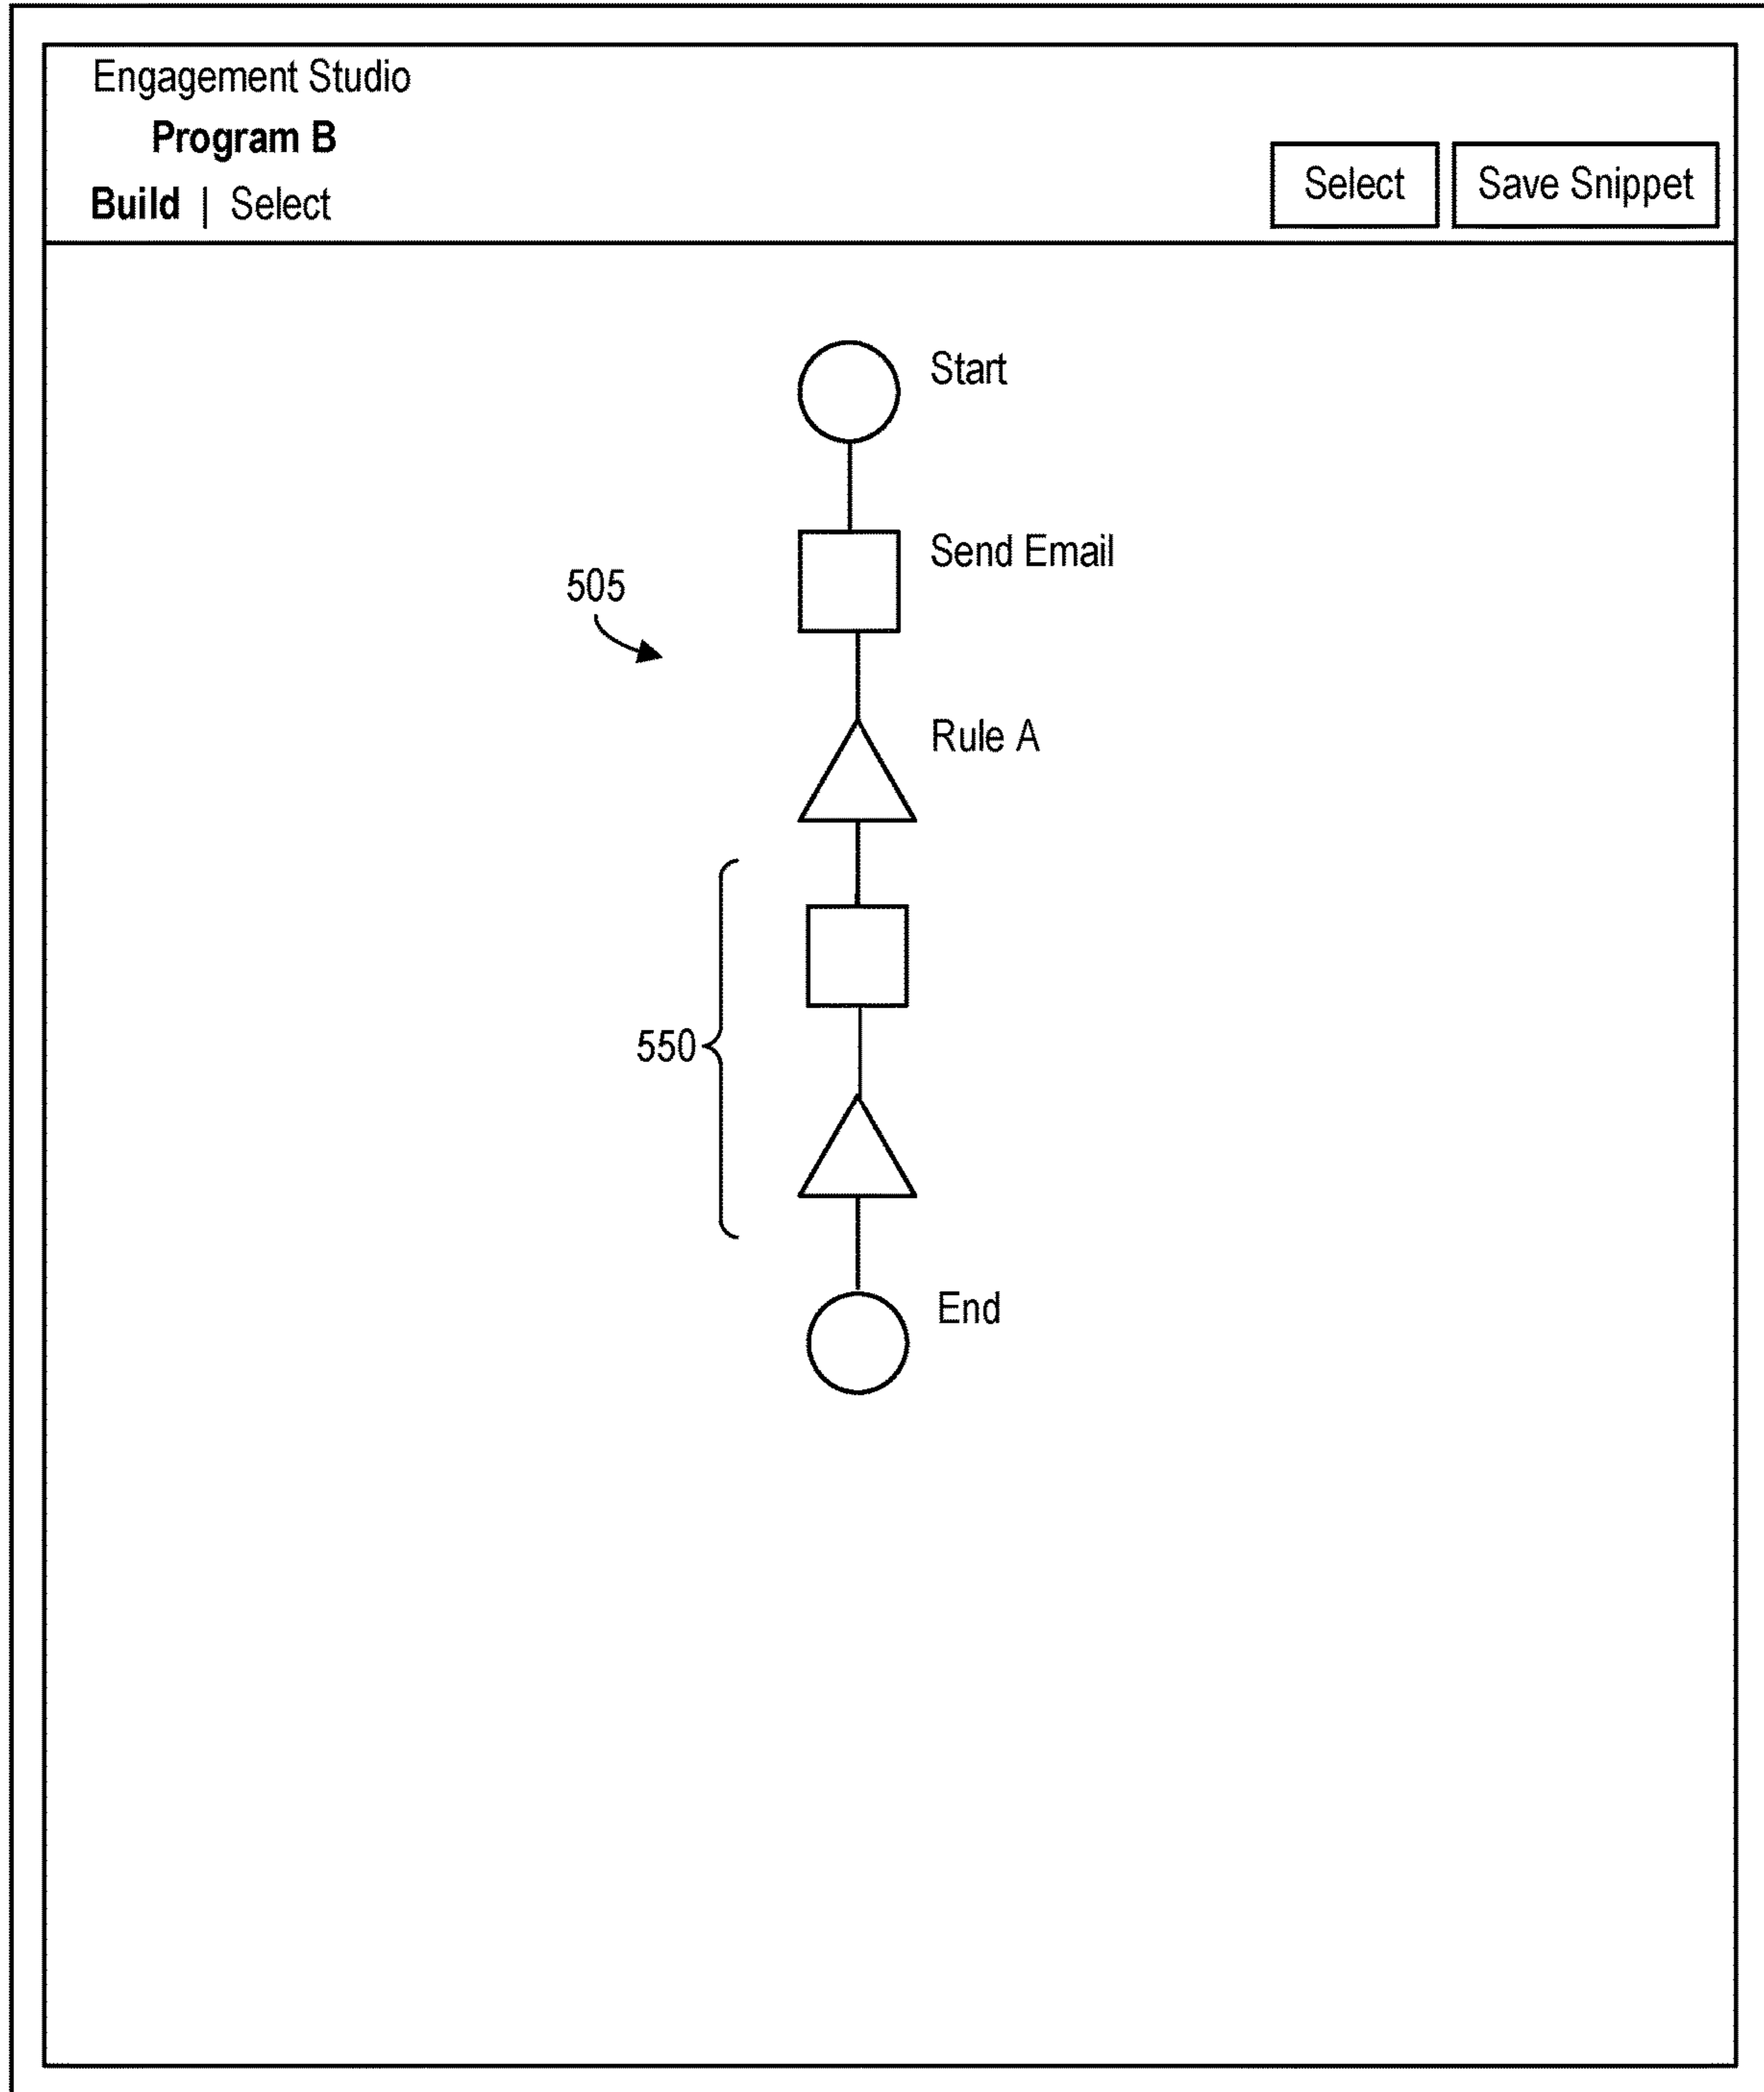 Engagement Studio
Program B
Build | Select
Select
Save Snippet
Start
Send Email
505
Rule A
550
End